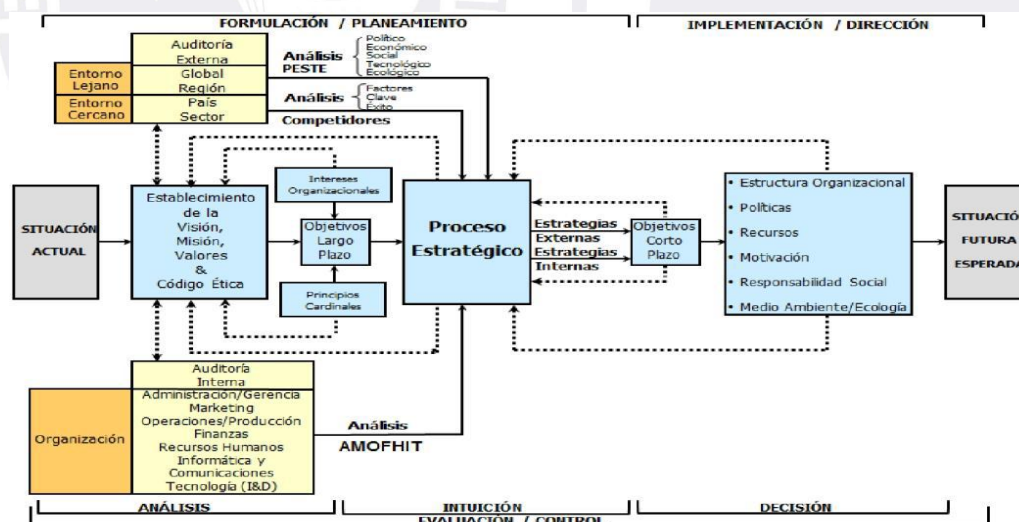 FORMULACIÓN / PLANEAMIENTO
IMPLEMENTACIÓN / DIRECCIÓN
Auditoría
Externa
Global
Región
País
Sector
Entorno
Lejano
Entorno
Cercano
Análisis
PESTE
Político
Económico
Social
Tecnológico
Ecológico
Análisis
Competidores
Factores
Clave
Éxito
SITUACIÓN
ACTUAL
Establecimiento
de la
Visión,
Misión,
Valores
&
Código Ética
Intereses
Organizacionales
Objetivos
Largo
Plazo
Principios
Cardinales
Proceso
Estratégico
Estrategias
Externas
Estrategias
Internas
Objetivos
Corto
Plazo
• Estructura Organizacional
• Políticas
• Recursos
• Motivación
• Responsabilidad Social
• Medio Ambiente/Ecología
SITUACIÓN
FUTURA
ESPERADA
Organización
Auditoría
Interna
Administración/Gerencia
Marketing
Operaciones/Producción
Finanzas
Recursos Humanos
Informática y
Comunicaciones
Tecnología (I&D)
Análisis
AMOFHIT
ANÁLISIS
INTUICIÓN
DECISIÓN
EVALUACIÓN / CONTROL